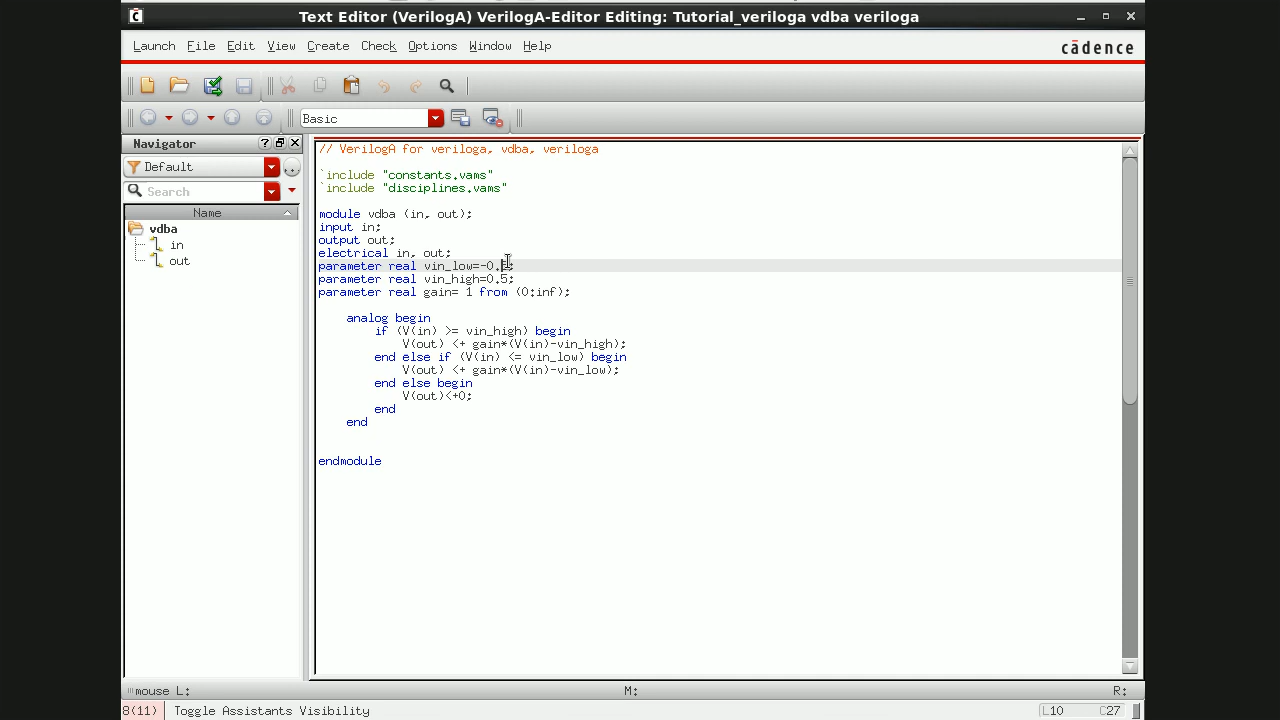 Text Editor (VerilogA) VerilogA-Editor Editing: Tutorial_veriloga vdba veriloga
Launch File Edit View Create Check Options Window Help
cādence
Basic
Navigator
Default
Search
Name
vdba
in
out
// VerilogA for veriloga, vdba, veriloga
`include "constants.vams"
`include "disciplines.vams"
module vdba (in, out);
input in;
output out;
electrical in, out;
parameter real vin_low=-0.
parameter real vin_high=0.5;
parameter real gain= 1 from (0:inf);
analog begin
if (V(in) >= vin_high) begin
V(out) <+ gain*(V(in)-vin_high);
end else if (V(in) <= vin_low) begin
V(out) <+ gain*(V(in)-vin_low);
end else begin
V(out)<+0;
end
end
endmodule
mouse L: M: R:
8(11) Toggle Assistants Visibility L10 C27